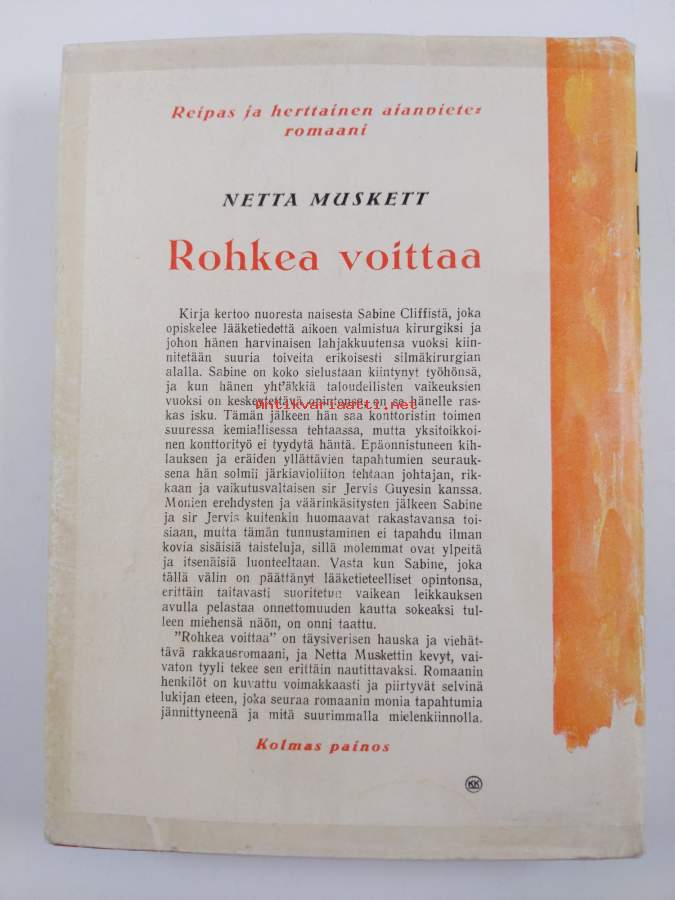 Reipas ja herttainen ajanviete-
romaani
NETTA MUSKETT
Rohkea voittaa
Kirja kertoo nuoresta naisesta Sabine Cliffistä, joka
opiskelee lääketiedettä aikoen valmistua kirurgiksi ja
johon hänen harvinaisen lahjakkuutensa vuoksi kiin-
nitetään suuria toiveita erikoisesti silmäkirurgian
alalla. Sabine on koko sielustaan kiintynyt työhönsä,
ja kun hänen yht'äkkiä taloudellisten vaikeuksien
vuoksi on keskeytettävä opintonsa, on se hänelle ras-
kas isku. Tämän jälkeen hän saa konttoristin toimen
suuressa kemiallisessa tehtaassa, mutta yksitoikkoi-
nen konttorityö ei tyydytä häntä. Epäonnistuneen kih-
lauksen ja eräiden yllättävien tapahtumien seurauk-
sena hän solmii järkiavioliiton tehtaan johtajan, rik-
kaan ja vaikutusvaltaisen sir Jervis Guyesin kanssa.
Monien erehdysten ja väärinkäsitysten jälkeen Sabine
ja sir Jervis kuitenkin huomaavat rakastavansa toi-
siaan, mutta tämän tunnustaminen ei tapahdu ilman
kovia sisäisiä taisteluja, sillä molemmat ovat ylpeitä
ja itsenäisiä luonteeltaan. Vasta kun Sabine, joka
tällä välin on päättänyt lääketieteelliset opintonsa,
erittäin taitavasti suoritetun vaikean leikkauksen
avulla pelastaa onnettomuuden kautta sokeaksi tul-
leen miehensä näön, on onni taattu.
"Rohkea voittaa" on täysiverisen hauska ja viehät-
tävä rakkausromaani, ja Netta Muskettin kevyt, vai-
vaton tyyli tekee sen erittäin nautittavaksi. Romaanin
henkilöt on kuvattu voimakkaasti ja piirtyvät selvinä
lukijan eteen, joka seuraa romaanin monia tapahtumia
jännittyneenä ja mitä suurimmalla mielenkiinnolla.
Kolmas painos
KK
Antikvariaatti.net